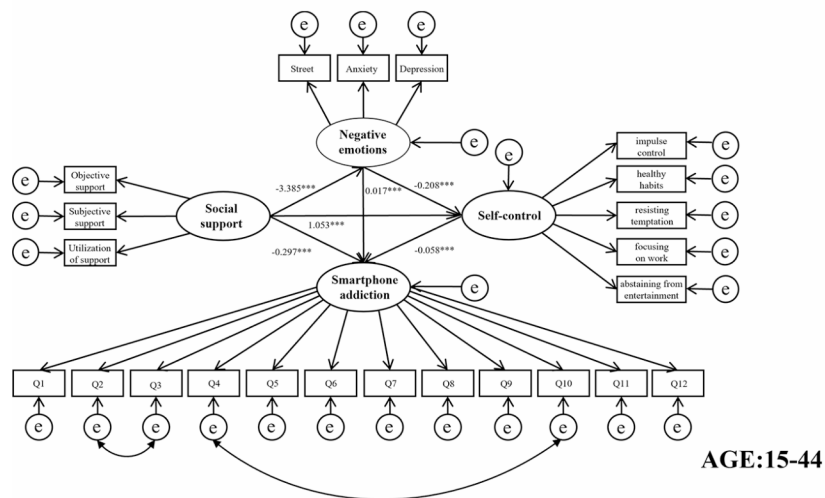 e e e
Street Anxiety Depression
Negative
emotions
e
e
impulse
control
e
e
Objective
support
healthy
habits
e
-3.385***
0.017***
-0.208***
e
Subjective
support
Social
support
1.053***
Self-control
resisting
temptation
e
e
Utilization
of support
-0.297***
-0.058***
focusing
on work
e
Smartphone
addiction
e
abstaining from
entertainment
e
Q1 Q2 Q3 Q4 Q5 Q6 Q7 Q8 Q9 Q10 Q11 Q12
e e e e e e e e e e e e
AGE:15-44